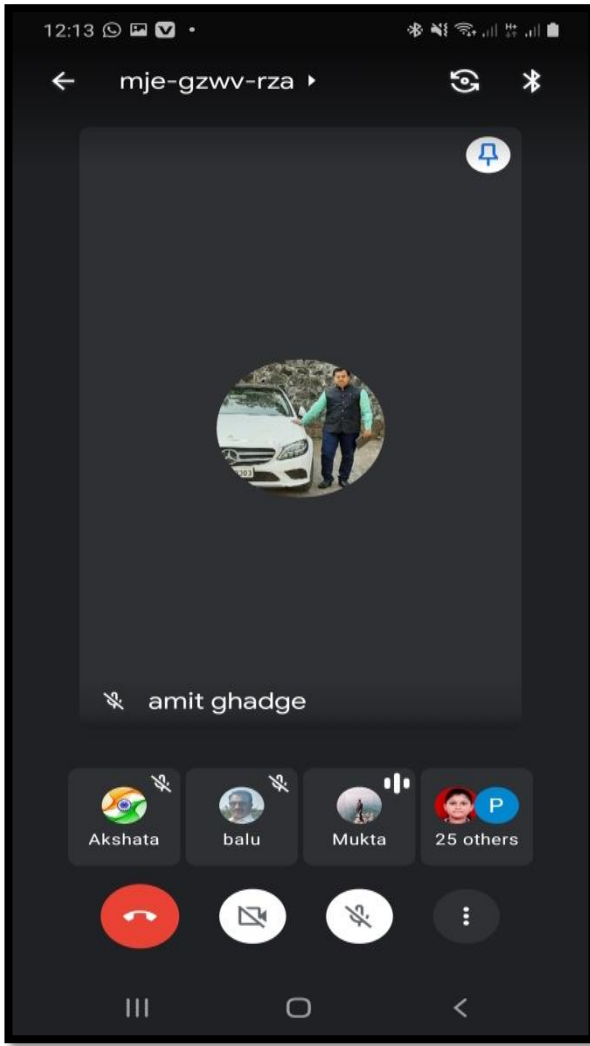 12:13
mje-gzwv-rza
amit ghadge
Akshata
balu
Mukta
P
25 others